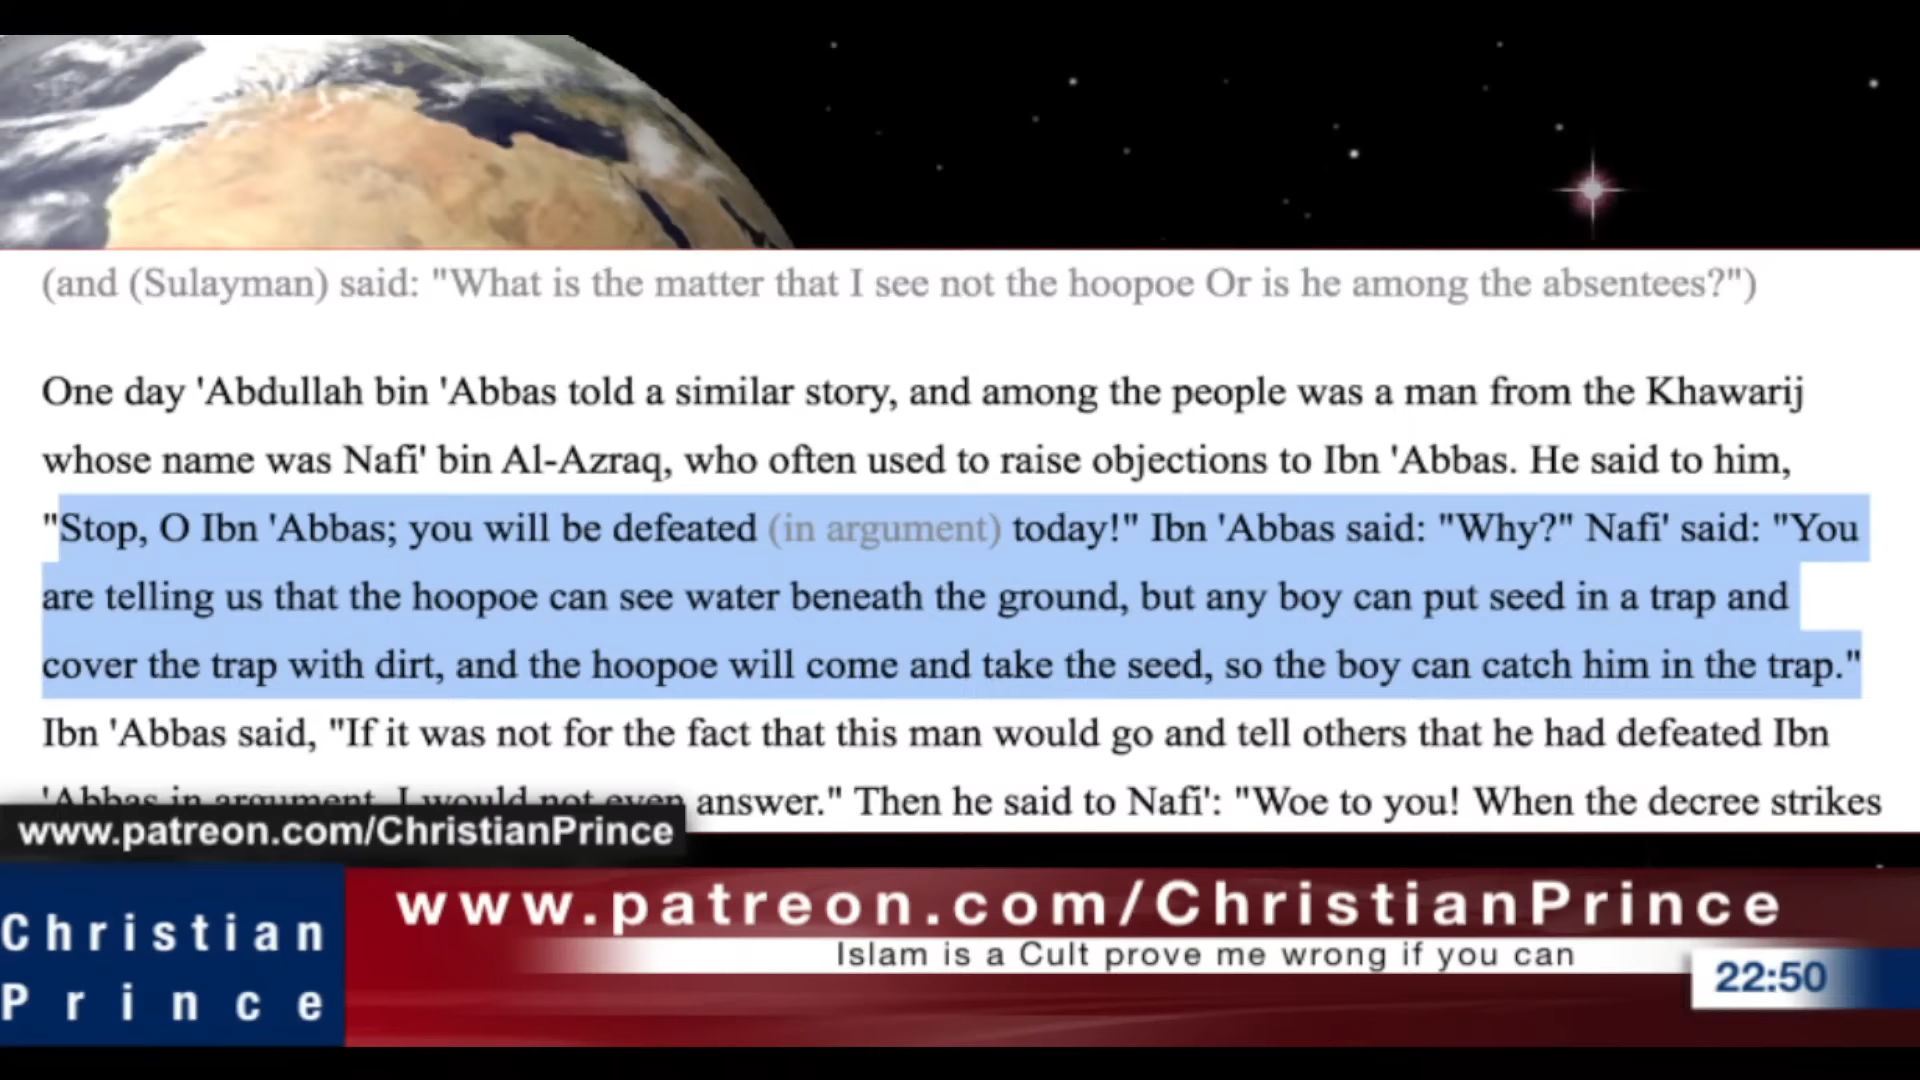 (and (Sulayman) said: "What is the matter that I see not the hoopoe Or is he among the absentees?")
One day 'Abdullah bin 'Abbas told a similar story, and among the people was a man from the Khawarij
whose name was Nafi' bin Al-Azraq, who often used to raise objections to Ibn 'Abbas. He said to him,
"Stop, O Ibn 'Abbas; you will be defeated (in argument) today!" Ibn 'Abbas said: "Why?" Nafi' said: "You
are telling us that the hoopoe can see water beneath the ground, but any boy can put seed in a trap and
cover the trap with dirt, and the hoopoe will come and take the seed, so the boy can catch him in the trap."
Ibn 'Abbas said, "If it was not for the fact that this man would go and tell others that he had defeated Ibn
'Abbas in argument, I would not even answer." Then he said to Nafi': "Woe to you! When the decree strikes
www.patreon.com/ChristianPrince
Christian
Prince
www.patreon.com/ChristianPrince
Islam is a Cult prove me wrong if you can
22:50